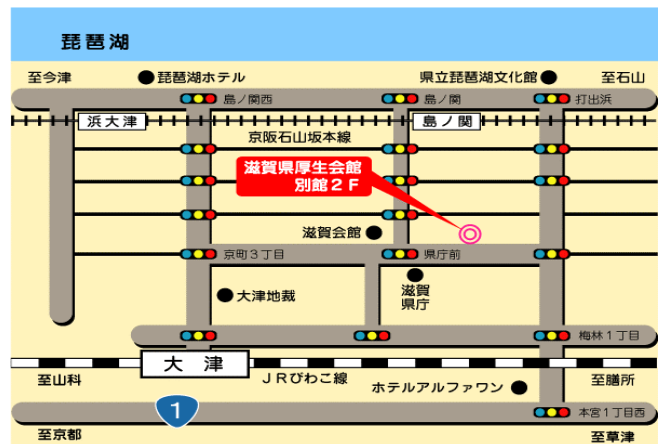 琵琶湖
至今津
琵琶湖ホテル
県立琵琶湖文化館
至石山
島ノ関西
島ノ関
打出浜
浜大津
島ノ関
京阪石山坂本線
滋賀県厚生会館
別館２Ｆ
滋賀会館
京町３丁目
県庁前
大津地裁
滋賀
県庁
梅林１丁目
大津
至山科
ＪＲびわこ線
ホテルアルファワン
至膳所
1
本宮１丁目西
至京都
至草津